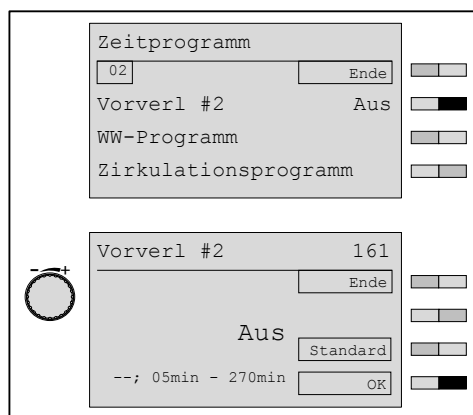 Zeitprogramm
02 Ende
Vorverl #2 Aus
WW-Programm
Zirkulationsprogramm
Vorverl #2 161
Ende
- +
Aus
Standard
--; 05min - 270min OK